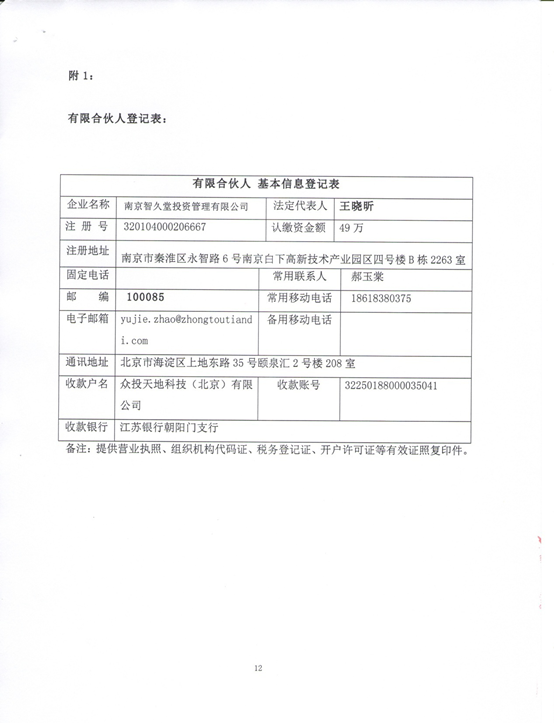 附 1：
有限合伙人登记表：
有限合伙人 基本信息登记表
企业名称 南京智久堂投资管理有限公司 法定代表人 王晓昕
注 册 号 320104000206667 认缴资金额 49 万
注册地址 南京市秦淮区永智路 6 号南京白下高新技术产业园区四号楼 B 栋 2263 室
固定电话 常用联系人 郝玉棠
邮 编 100085 常用移动电话 18618380375
电子邮箱 yujie.zhao@zhongtoutiand 备用移动电话
i.com
通讯地址 北京市海淀区上地东路 35 号颐泉汇 2 号楼 208 室
收款户名 众投天地科技（北京）有限 收款账号 32250188000035041
公司
收款银行 江苏银行朝阳门支行
备注：提供营业执照、组织机构代码证、税务登记证、开户许可证等有效证照复印件。
12